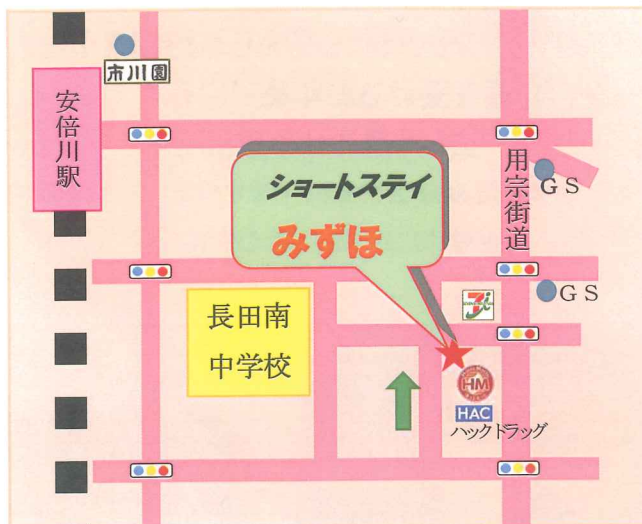 市川園
安倍川駅
用宗街道
GS
ショートステイ
みずほ
GS
7i
長田南
中学校
HM
HAC
ハックドラッグ